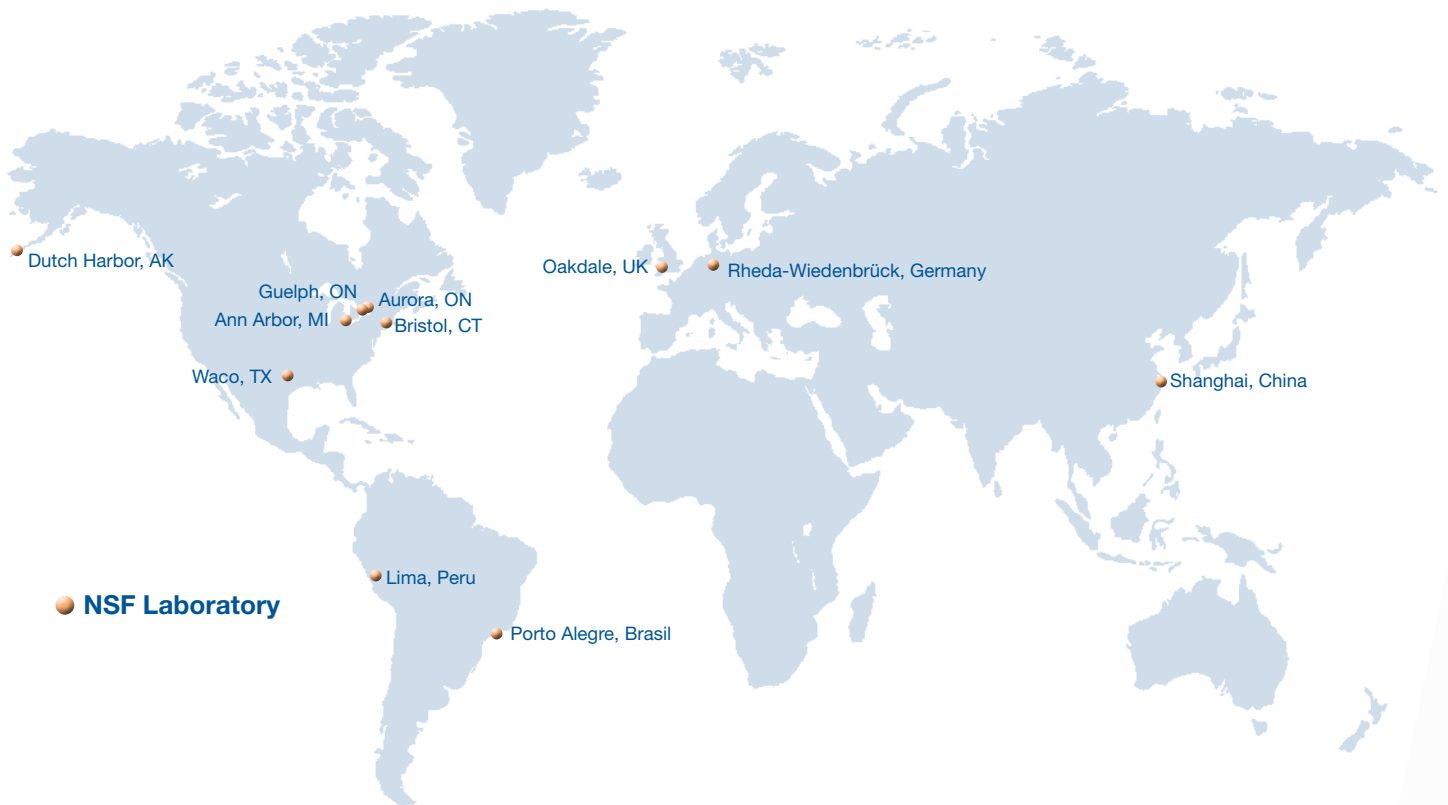 Dutch Harbor, AK
Guelph, ON
Aurora, ON
Ann Arbor, MI
Bristol, CT
Waco, TX
Oakdale, UK
Rheda-Wiedenbrück, Germany
Shanghai, China
Lima, Peru
NSF Laboratory
Porto Alegre, Brasil